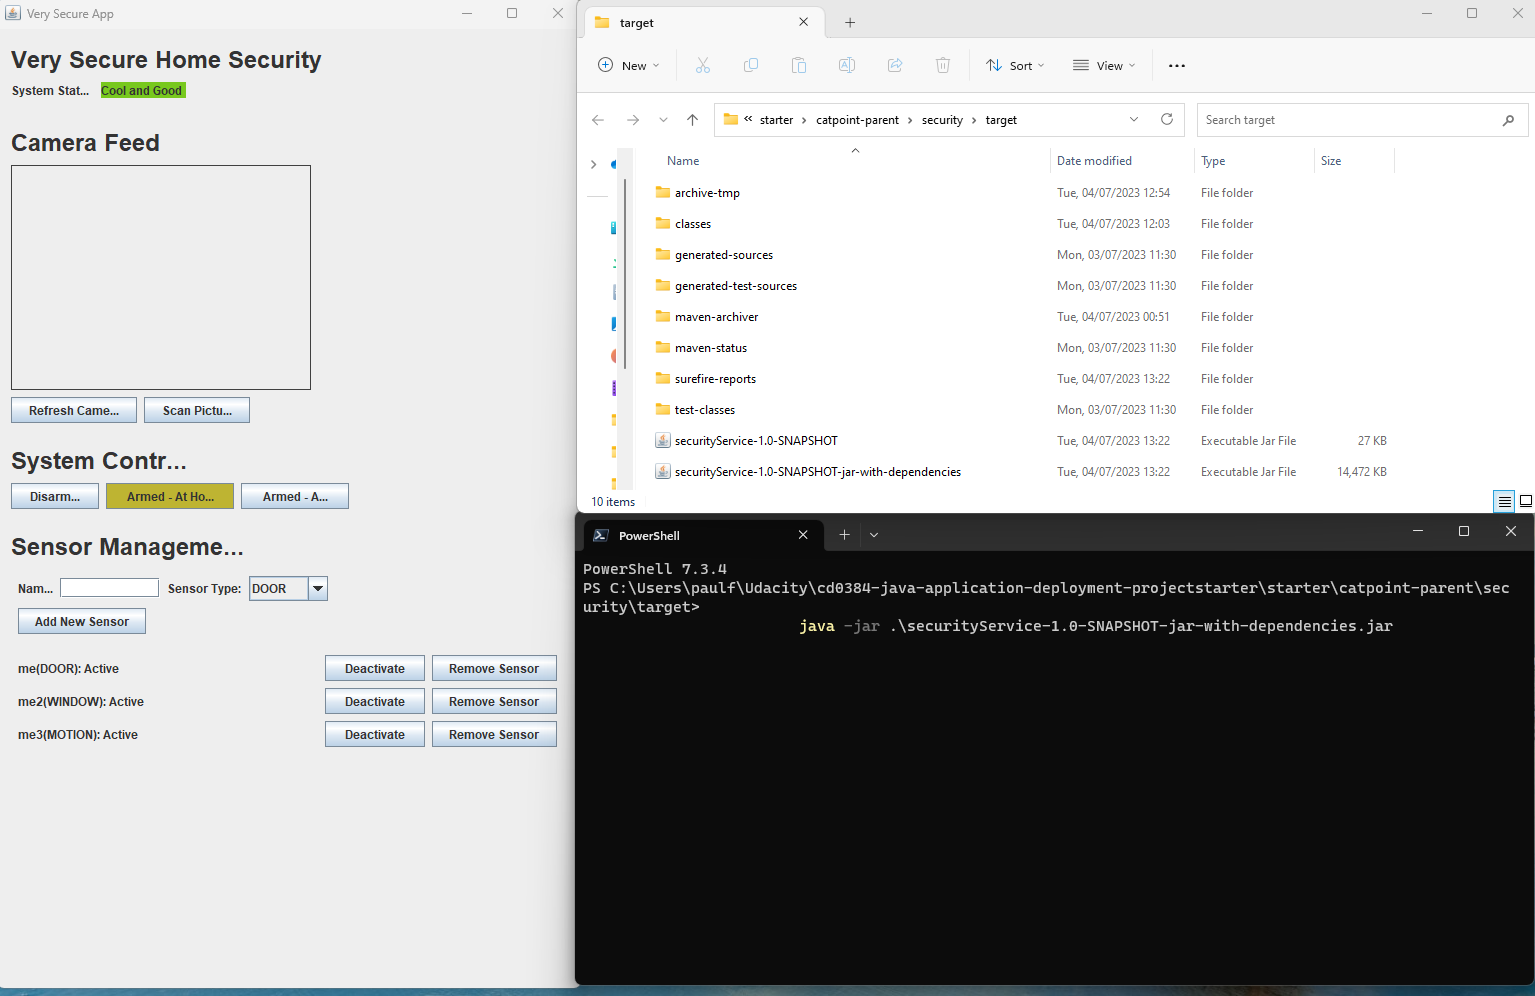 Very Secure App
Very Secure Home Security
System Stat... Cool and Good
Camera Feed
Refresh Came... Scan Pictu...
System Contr...
Disarm... Armed - At Ho... Armed - A...
Sensor Manageme...
Nam... Sensor Type: DOOR
Add New Sensor
me(DOOR): Active Deactivate Remove Sensor
me2(WINDOW): Active Deactivate Remove Sensor
me3(MOTION): Active Deactivate Remove Sensor
target
New Sort View
« starter > catpoint-parent > security > target Search target
Name Date modified Type Size
archive-tmp Tue, 04/07/2023 12:54 File folder
classes Tue, 04/07/2023 12:03 File folder
generated-sources Mon, 03/07/2023 11:30 File folder
generated-test-sources Mon, 03/07/2023 11:30 File folder
maven-archiver Tue, 04/07/2023 00:51 File folder
maven-status Mon, 03/07/2023 11:30 File folder
surefire-reports Tue, 04/07/2023 13:22 File folder
test-classes Mon, 03/07/2023 11:30 File folder
securityService-1.0-SNAPSHOT Tue, 04/07/2023 13:22 Executable Jar File 27 KB
securityService-1.0-SNAPSHOT-jar-with-dependencies Tue, 04/07/2023 13:22 Executable Jar File 14,472 KB
10 items
PowerShell
PowerShell 7.3.4
PS C:\Users\paulf\Udacity\cd0384-java-application-deployment-projectstarter\starter\catpoint-parent\sec
urity\target>
java -jar .\securityService-1.0-SNAPSHOT-jar-with-dependencies.jar